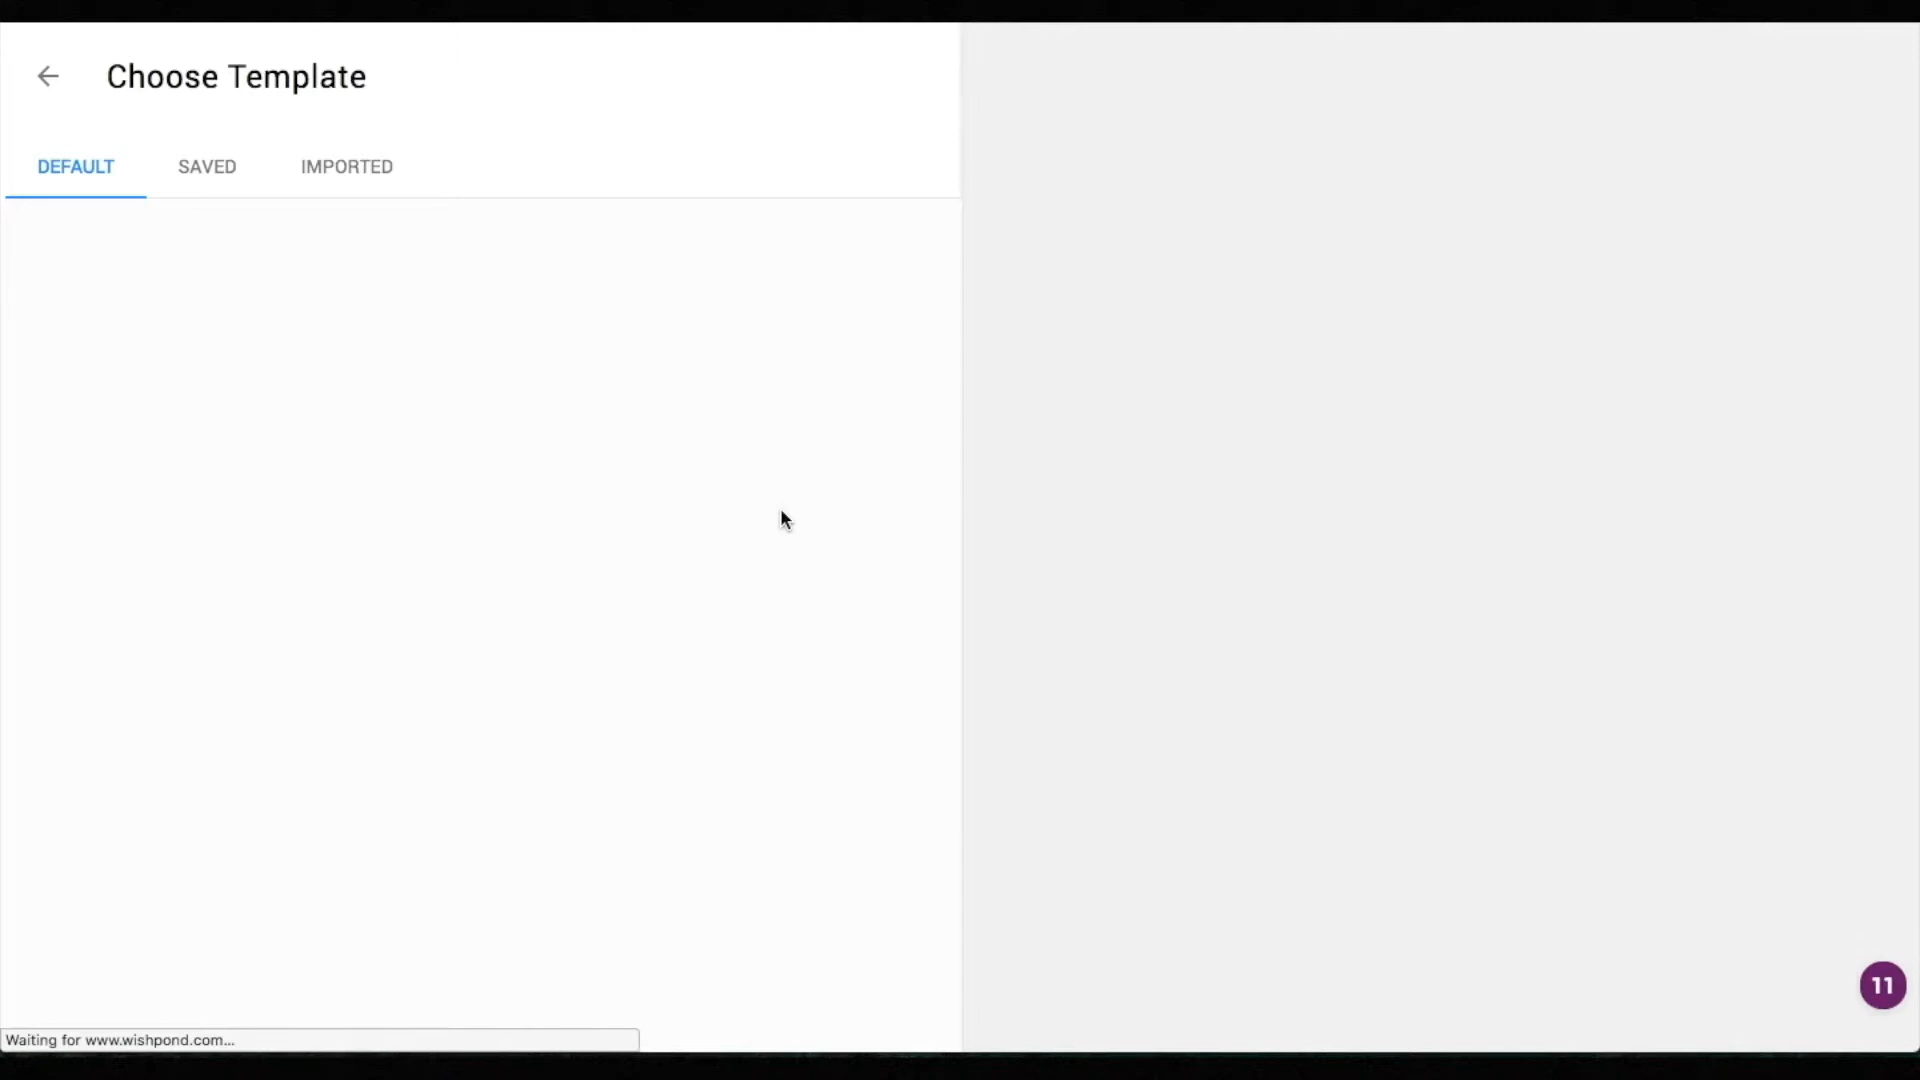 Choose Template
DEFAULT
SAVED
IMPORTED
11
Waiting for www.wishpond.com...